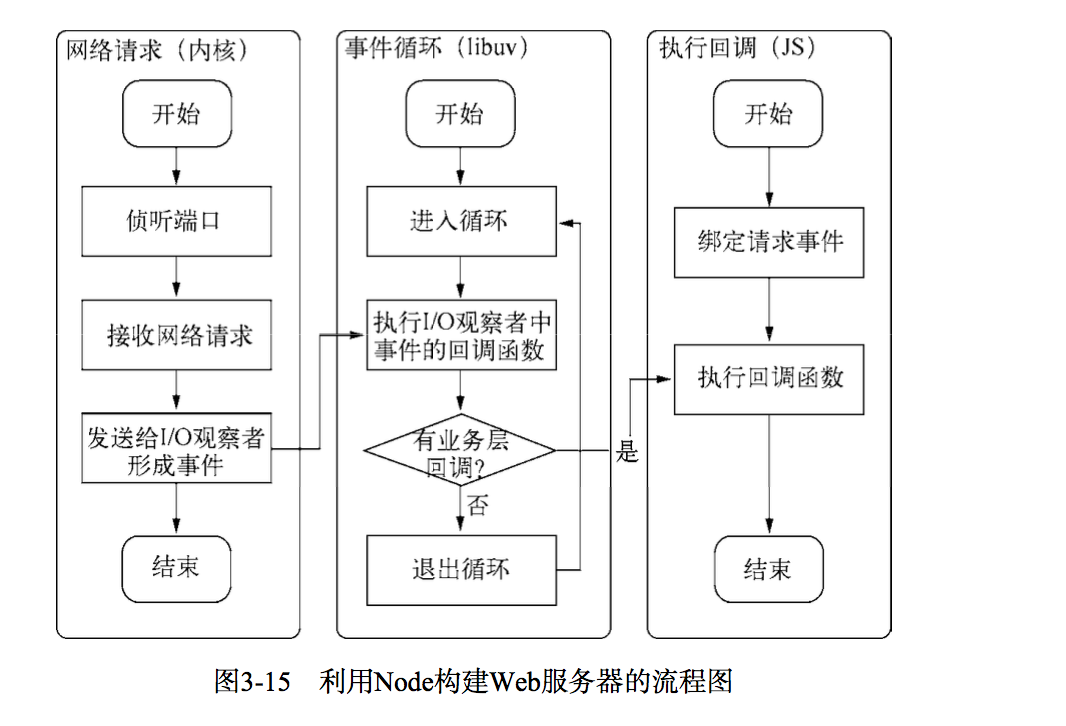 网络请求（内核）
开始
侦听端口
接收网络请求
发送给I/O观察者
形成事件
结束
事件循环（libuv）
开始
进入循环
执行I/O观察者中
事件的回调函数
有业务层
回调?
是
否
退出循环
执行回调（JS）
开始
绑定请求事件
执行回调函数
结束
图3-15 利用Node构建Web服务器的流程图